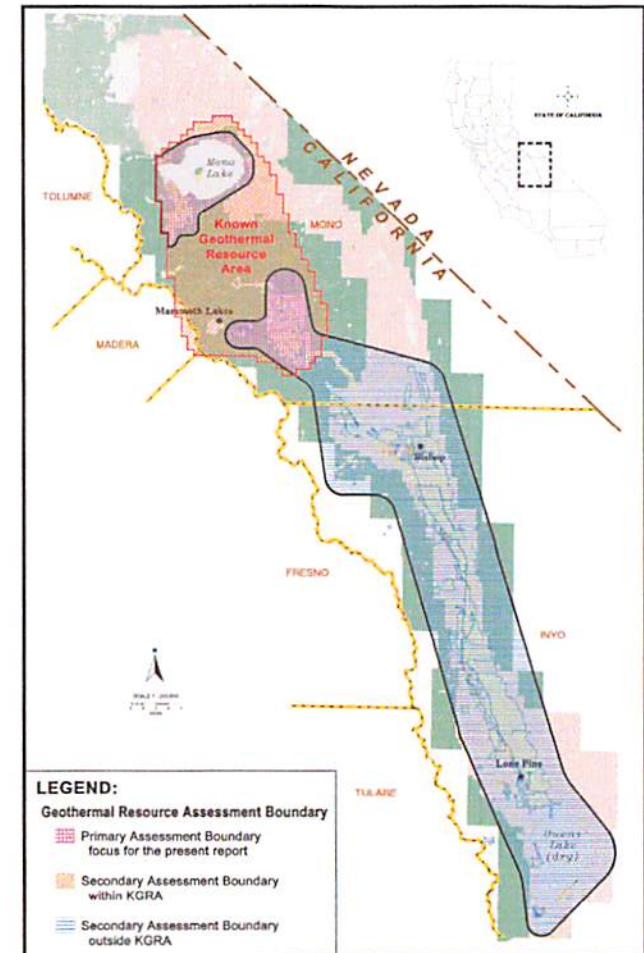 STATE OF CALIFORNIA
NEVADA
CALIFORNIA
Mono
Lake
TOLUMNE
MONO
Known
Geothermal
Resource
Area
Mammoth Lakes
MADERA
Bishop
FRESNO
INYO
Lone Pine
TULARE
Owens
Lake
(dry)
LEGEND:
Geothermal Resource Assessment Boundary
Primary Assessment Boundary
focus for the present report
Secondary Assessment Boundary
within KGRA
Secondary Assessment Boundary
outside KGRA